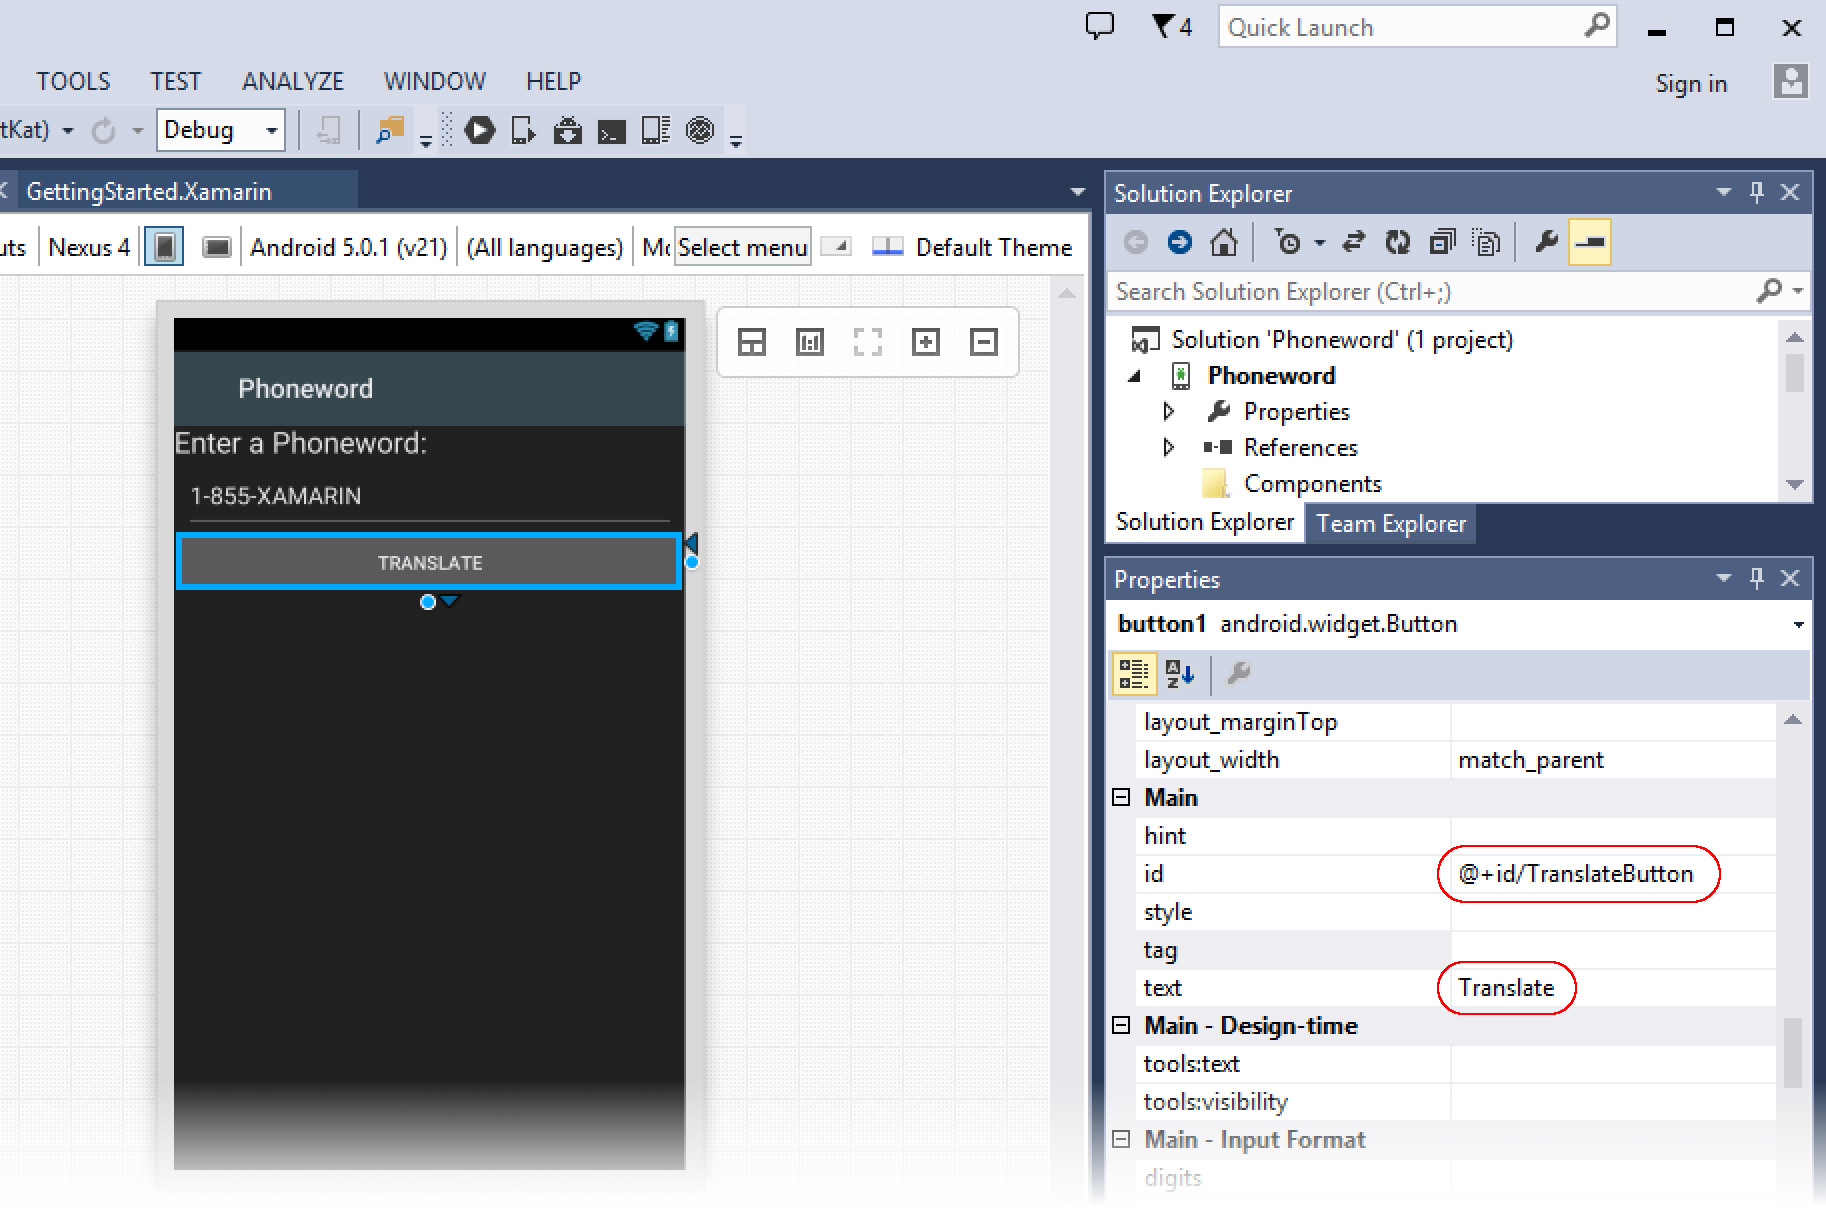 4 Quick Launch
TOOLS TEST ANALYZE WINDOW HELP Sign in
tKat) Debug
GettingStarted.Xamarin
Nexus 4 Android 5.0.1 (v21) (All languages) Select menu Default Theme
Phoneword
Enter a Phoneword:
1-855-XAMARIN
TRANSLATE
Solution Explorer
Search Solution Explorer (Ctrl+;)
Solution 'Phoneword' (1 project)
Phoneword
Properties
References
Components
Solution Explorer Team Explorer
Properties
button1 android.widget.Button
layout_marginTop
layout_width match_parent
Main
hint
id @+id/TranslateButton
style
tag
text Translate
Main - Design-time
tools:text
tools:visibility
Main - Input Format
digits